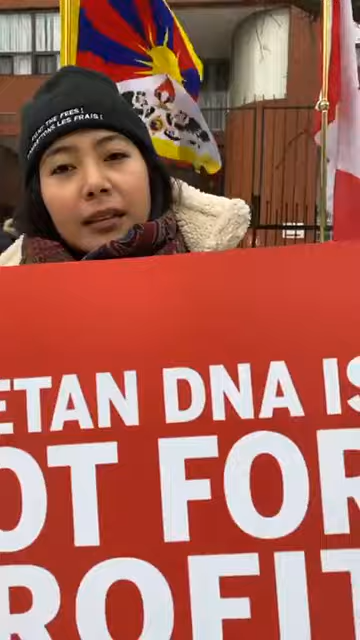 THE FEES!
LES FRAIS!
ETAN DNA IS
OT FOR
ROFIT